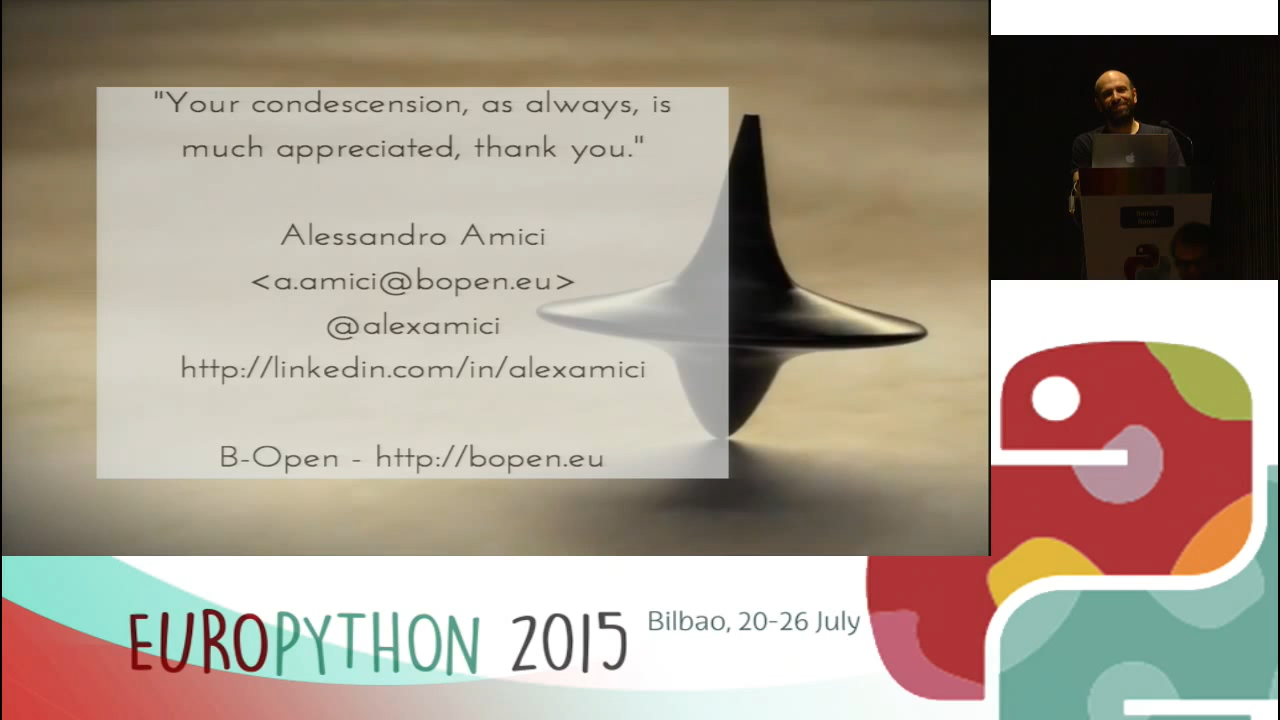 "Your condescension, as always, is
much appreciated, thank you."
Alessandro Amici
<a.amici@bopen.eu>
@alexamici
http://linkedin.com/in/alexamici
B-Open - http://bopen.eu
EUROPYTHON 2015
Bilbao, 20-26 July